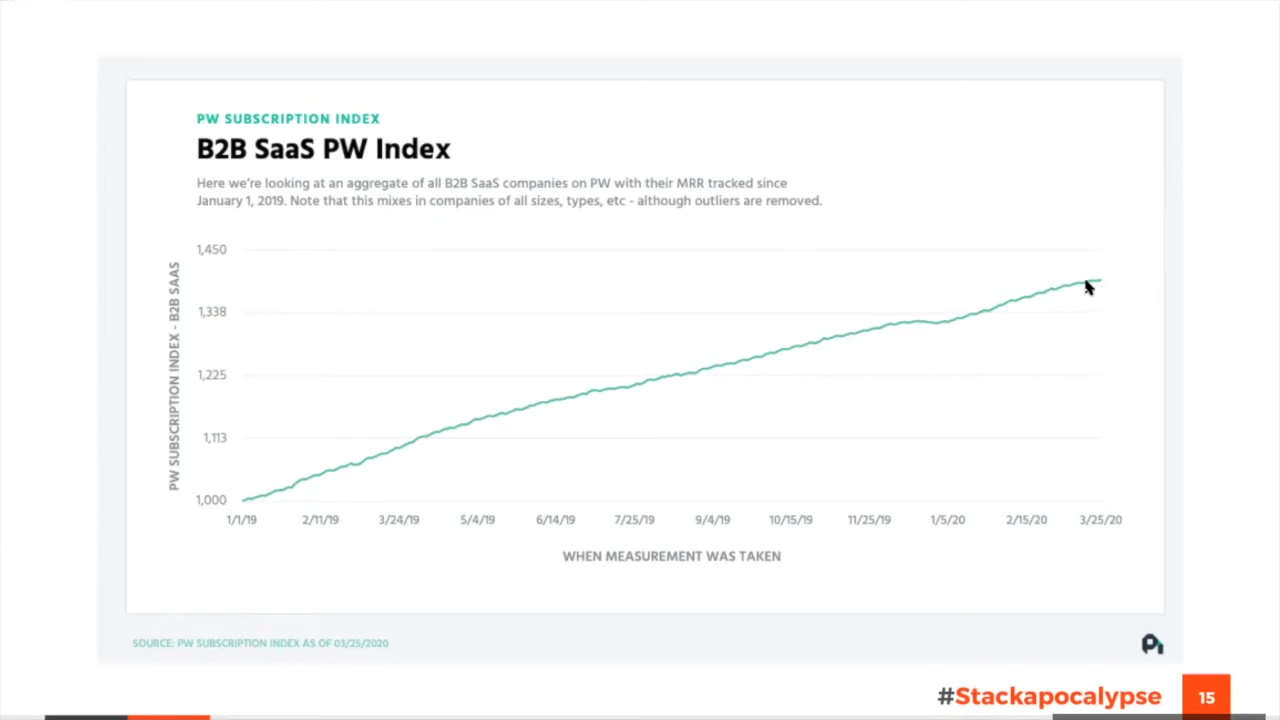 PW SUBSCRIPTION INDEX
B2B SaaS PW Index
Here we're looking at an aggregate of all B2B SaaS companies on PW with their MRR tracked since
January 1, 2019. Note that this mixes in companies of all sizes, types, etc - although outliers are removed.
PW SUBSCRIPTION INDEX - B2B SAAS
1,450
1,338
1,225
1,113
1,000
1/1/19 2/11/19 3/24/19 5/4/19 6/14/19 7/25/19 9/4/19 10/15/19 11/25/19 1/5/20 2/15/20 3/25/20
WHEN MEASUREMENT WAS TAKEN
SOURCE: PW SUBSCRIPTION INDEX AS OF 03/25/2020
#Stackapocalypse
15